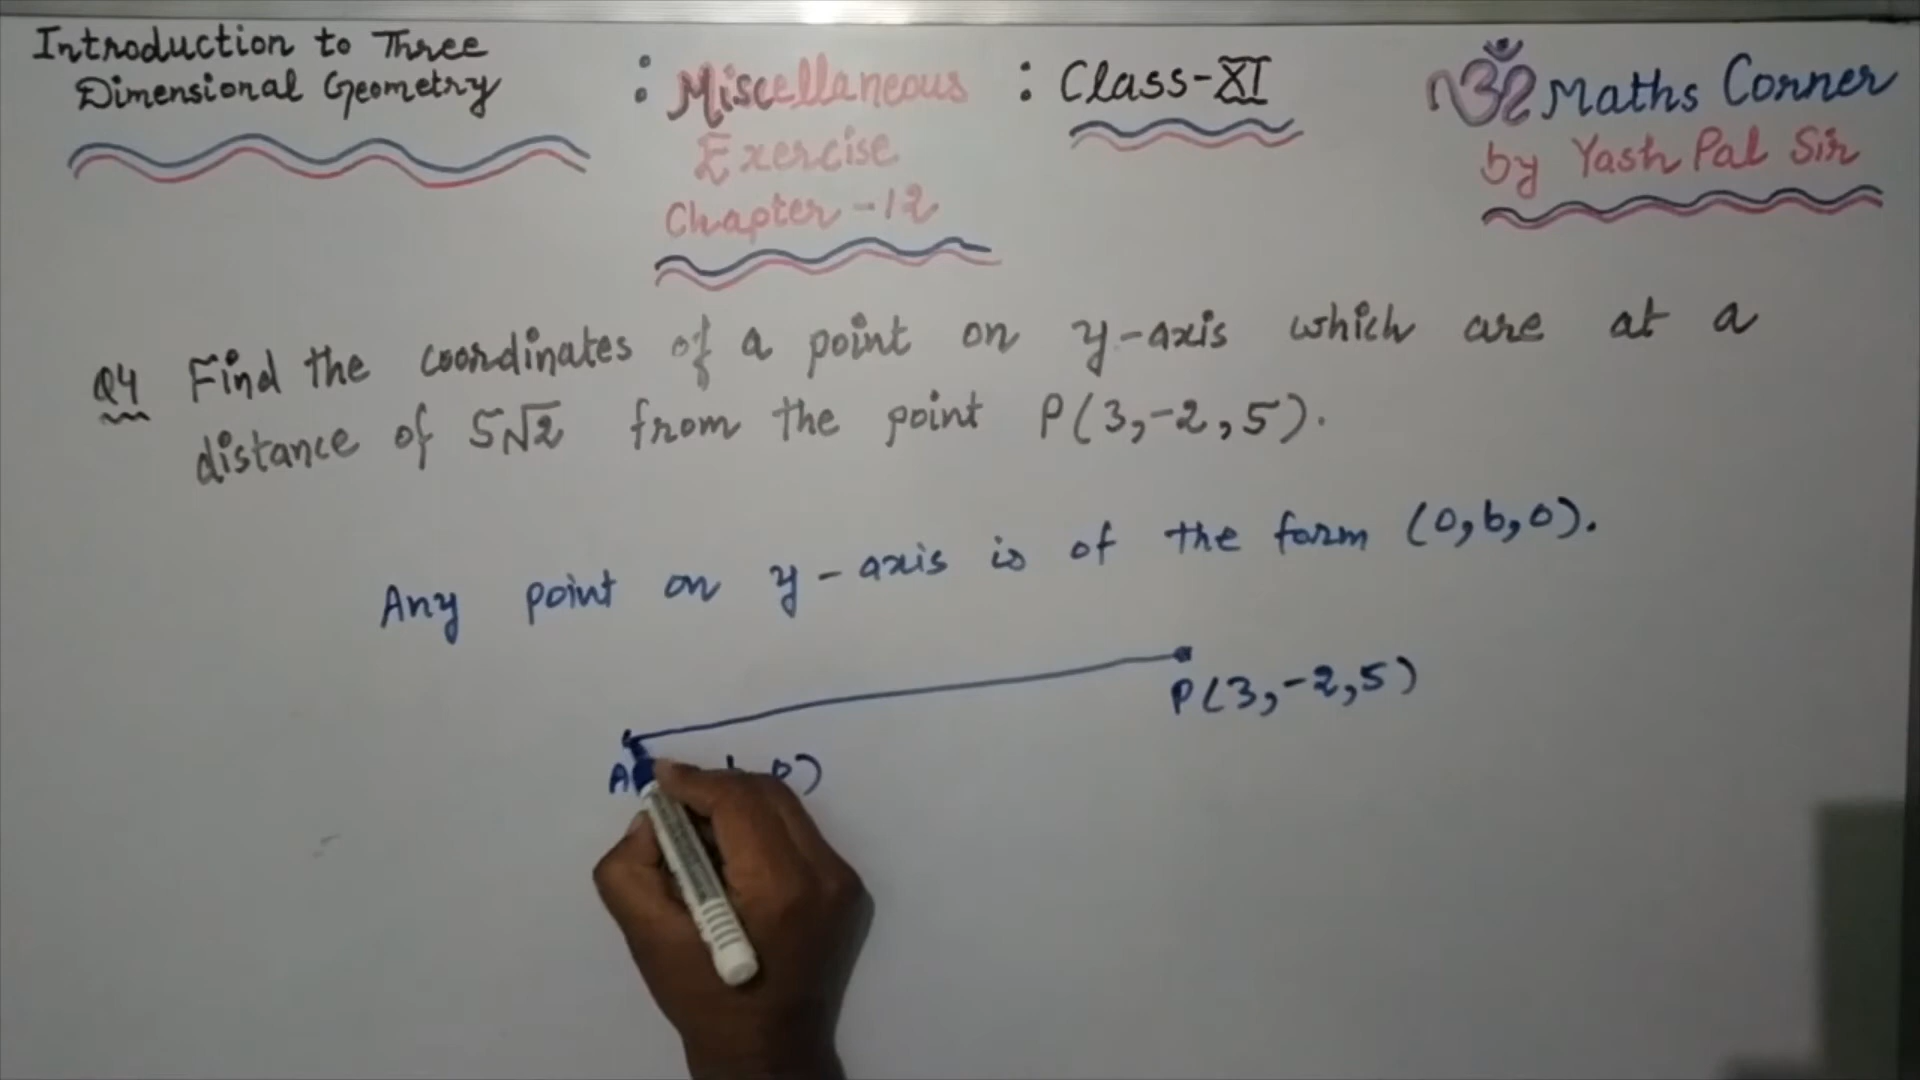 Introduction to Three
Dimensional Geometry
: Miscellaneous : Class-XI
Exercise
Chapter-12
ॐ Maths Corner
by Yash Pal Sir
Q4 Find the coordinates of a point on y-axis which are at a
distance of 5√2 from the point P(3,-2,5).
Any point on y-axis is of the form (0,b,0).
P(3,-2,5)
A